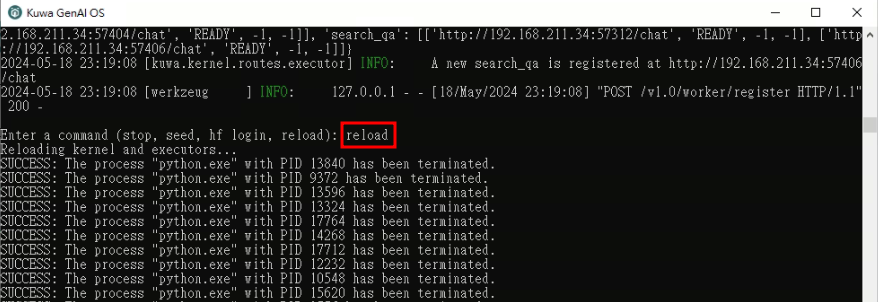 Kuwa GenAI OS
2.168.211.34:57404/chat', 'READY', -1, -1]], 'search_qa': [['http://192.168.211.34:57312/chat', 'READY', -1, -1], ['http
://192.168.211.34:57406/chat', 'READY', -1, -1]]}
2024-05-18 23:19:08 [kuwa.kernel.routes.executor] INFO:     A new search_qa is registered at http://192.168.211.34:57406
/chat
2024-05-18 23:19:08 [werkzeug     ] INFO:     127.0.0.1 - - [18/May/2024 23:19:08] "POST /v1.0/worker/register HTTP/1.1"
200 -
Enter a command (stop, seed, hf login, reload): reload
Reloading kernel and executors...
SUCCESS: The process "python.exe" with PID 13840 has been terminated.
SUCCESS: The process "python.exe" with PID 9372 has been terminated.
SUCCESS: The process "python.exe" with PID 13596 has been terminated.
SUCCESS: The process "python.exe" with PID 13324 has been terminated.
SUCCESS: The process "python.exe" with PID 17764 has been terminated.
SUCCESS: The process "python.exe" with PID 14268 has been terminated.
SUCCESS: The process "python.exe" with PID 17712 has been terminated.
SUCCESS: The process "python.exe" with PID 12232 has been terminated.
SUCCESS: The process "python.exe" with PID 10548 has been terminated.
SUCCESS: The process "python.exe" with PID 15620 has been terminated.